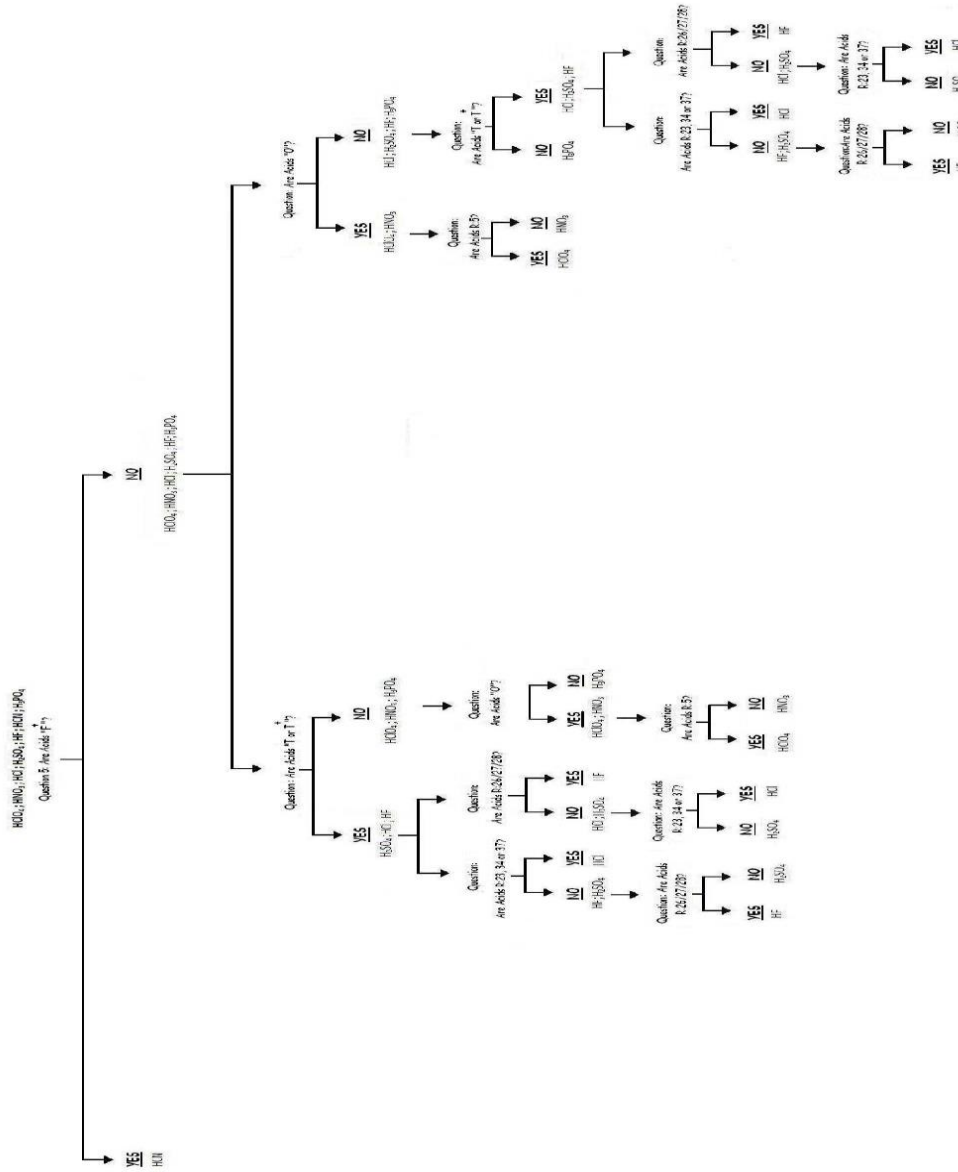 HClO₄; HNO₃; HCl; H₂SO₄; HF; HCN; H₃PO₄
Question 5: Are Acids "F⁺"?
YES
HCN
NO
HClO₄; HNO₃; HCl; H₂SO₄; HF; H₃PO₄
Question: Are Acids "T or T⁺"?
YES
H₂SO₄; HCl; HF
Question:
Are Acids R:23, 34 or 37?
NO
HF; H₂SO₄
YES
HCl
Question: Are Acids
R:26/27/28?
YES
HF
NO
H₂SO₄
Question:
Are Acids R:26/27/28?
NO
HCl; H₂SO₄
YES
HF
Question: Are Acids
R:23, 34 or 37?
NO
H₂SO₄
YES
HCl
NO
HClO₄; HNO₃; H₃PO₄
Question:
Are Acids "O"?
YES
HClO₄; HNO₃
NO
H₃PO₄
Question:
Are Acids R:5?
YES
HClO₄
NO
HNO₃
Question: Are Acids "O"?
YES
HClO₄; HNO₃
Question:
Are Acids R:5?
YES
HClO₄
NO
HNO₃
NO
HCl; H₂SO₄; HF; H₃PO₄
Question:
Are Acids "T or T⁺"?
NO
H₃PO₄
YES
HCl; H₂SO₄; HF
Question:
Are Acids R:23, 34 or 37?
NO
HF; H₂SO₄
YES
HCl
Question: Are Acids
R:26/27/28?
YES
NO
Question:
Are Acids R:26/27/28?
NO
HCl; H₂SO₄
YES
HF
Question: Are Acids
R:23, 34 or 37?
NO
YES